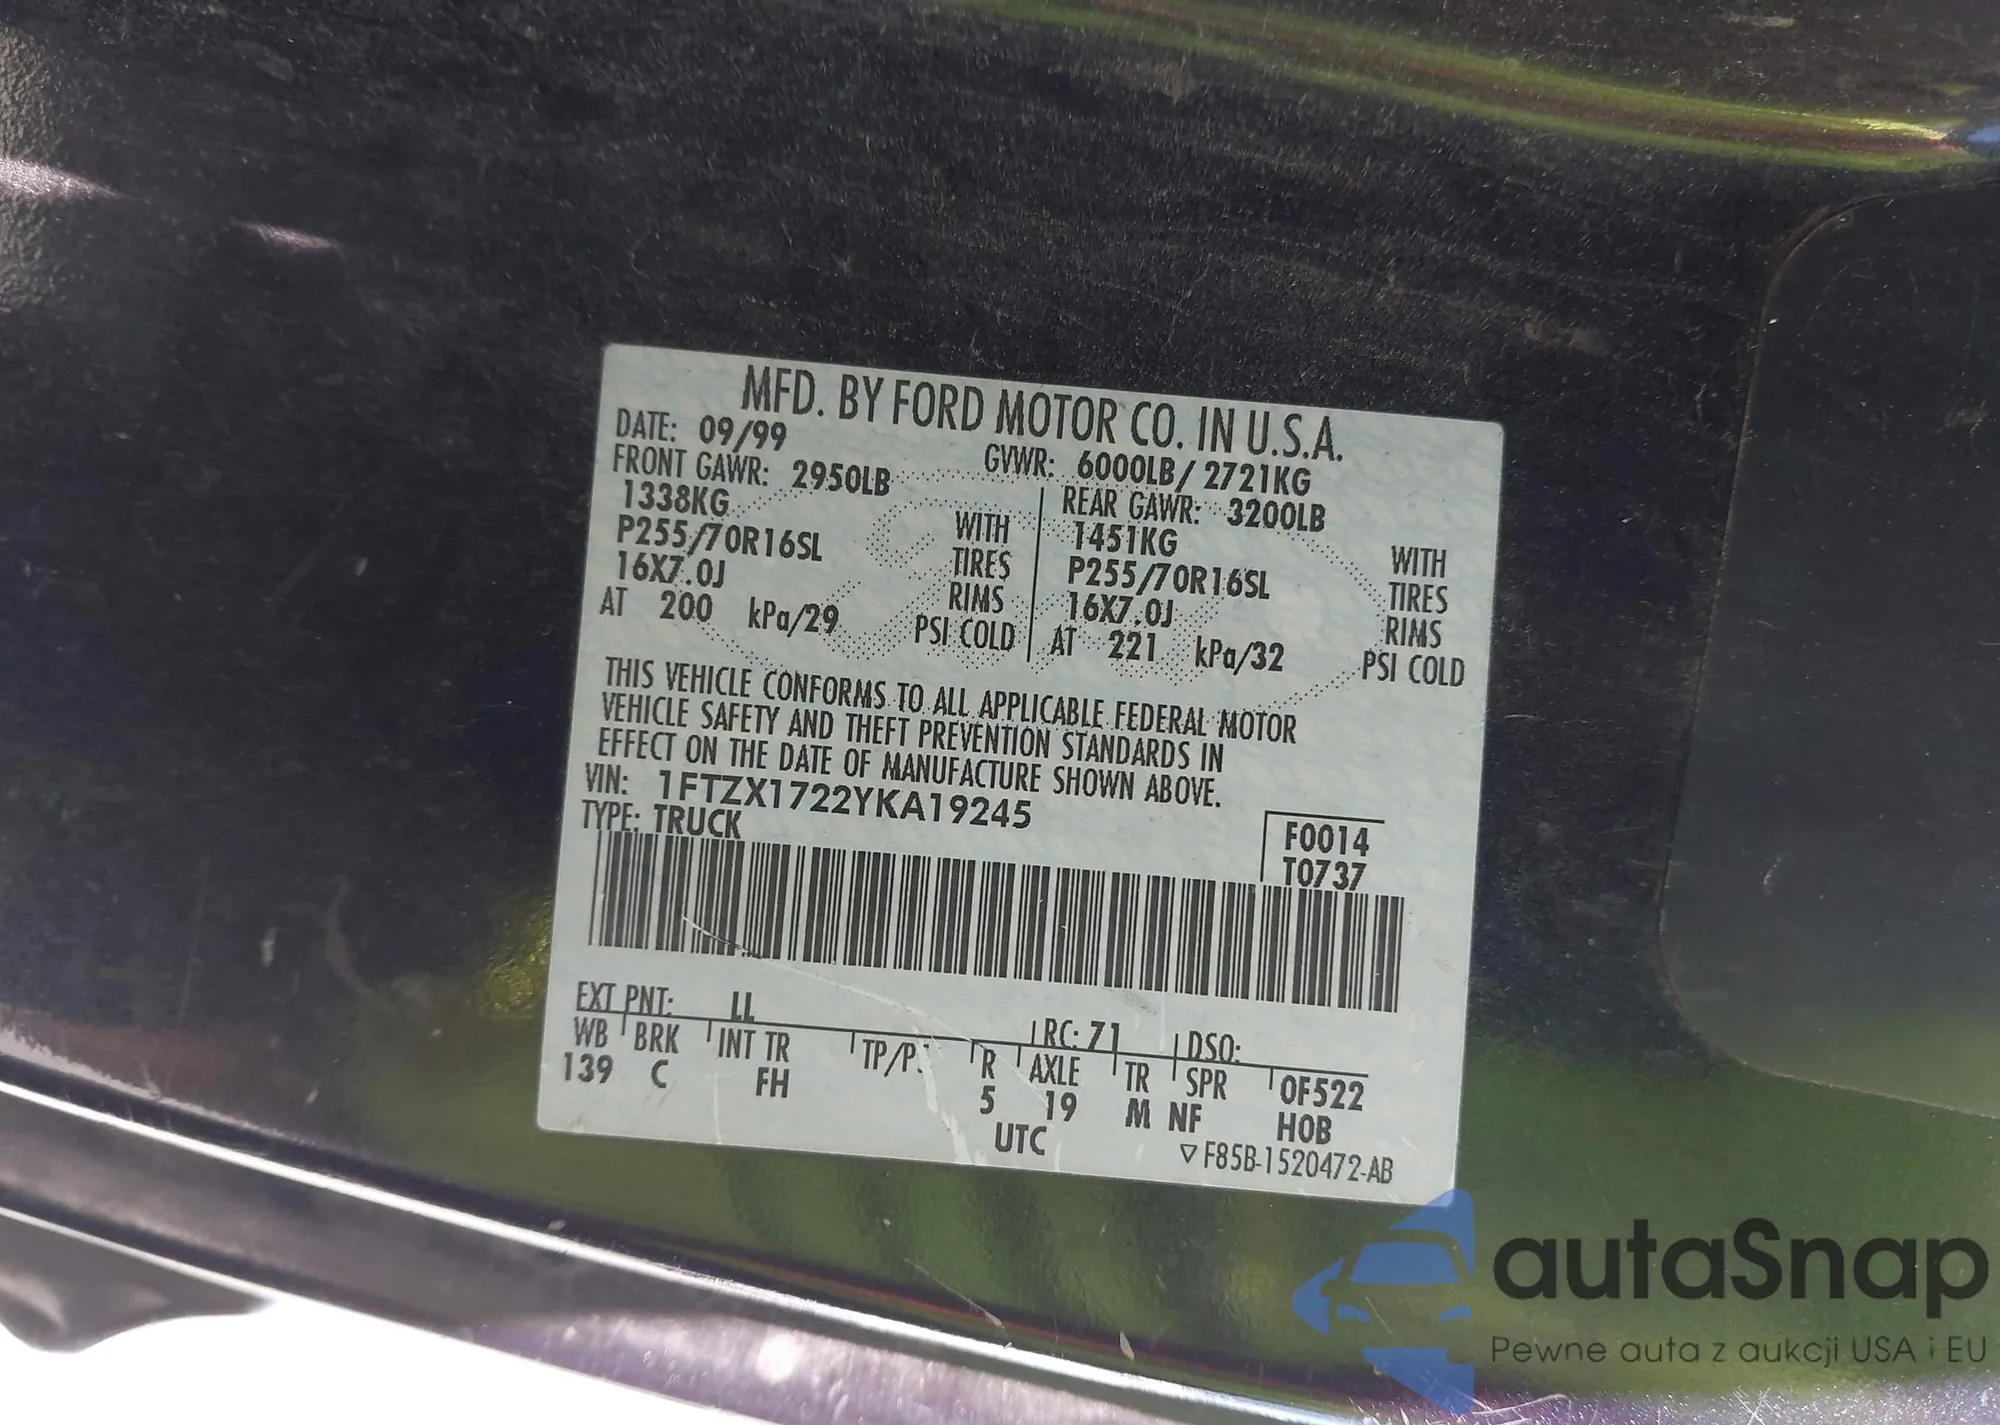 MFD. BY FORD MOTOR CO. IN U.S.A.
DATE: 09/99 GVWR: 6000LB/ 2721KG
FRONT GAWR: 2950LB REAR GAWR: 3200LB
1338KG WITH 1451KG WITH
P255/70R16SL TIRES P255/70R16SL TIRES
16X7.0J RIMS 16X7.0J RIMS
AT 200 kPa/29 PSI COLD AT 221 kPa/32 PSI COLD
THIS VEHICLE CONFORMS TO ALL APPLICABLE FEDERAL MOTOR
VEHICLE SAFETY AND THEFT PREVENTION STANDARDS IN
EFFECT ON THE DATE OF MANUFACTURE SHOWN ABOVE.
VIN: 1FTZX1722YKA19245
TYPE: TRUCK
F0014
T0737
EXT PNT: LL RC: 71 DSO:
WB BRK INT TR TP/P R AXLE TR SPR 0F522
139 C FH 5 19 M NF HOB
UTC
▽ F85B-1520472-AB
autaSnap
Pewne auta z aukcji USA i EU